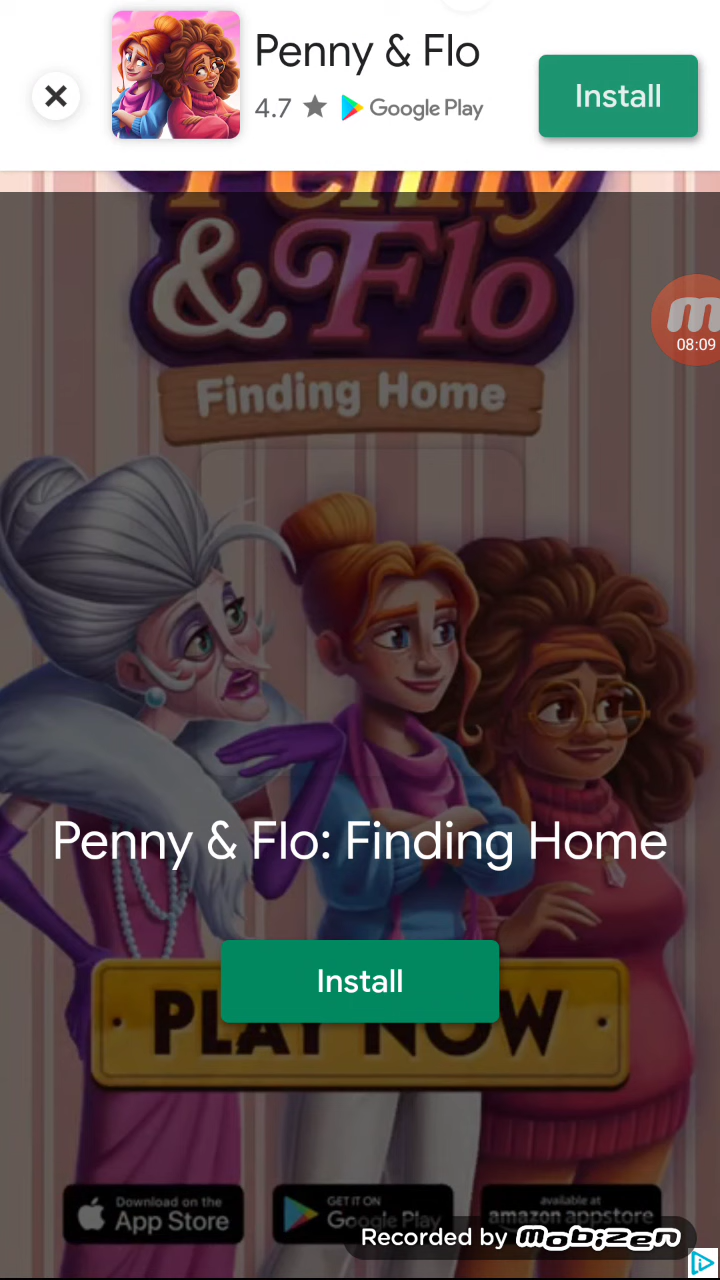 Penny & Flo
4.7 ★ Google Play
Install
Penny
& Flo
08:09
Finding Home
Penny & Flo: Finding Home
Install
PLAY NOW
Download on the
App Store
GET IT ON
Google Play
available at
amazon appstore
Recorded by mobizen